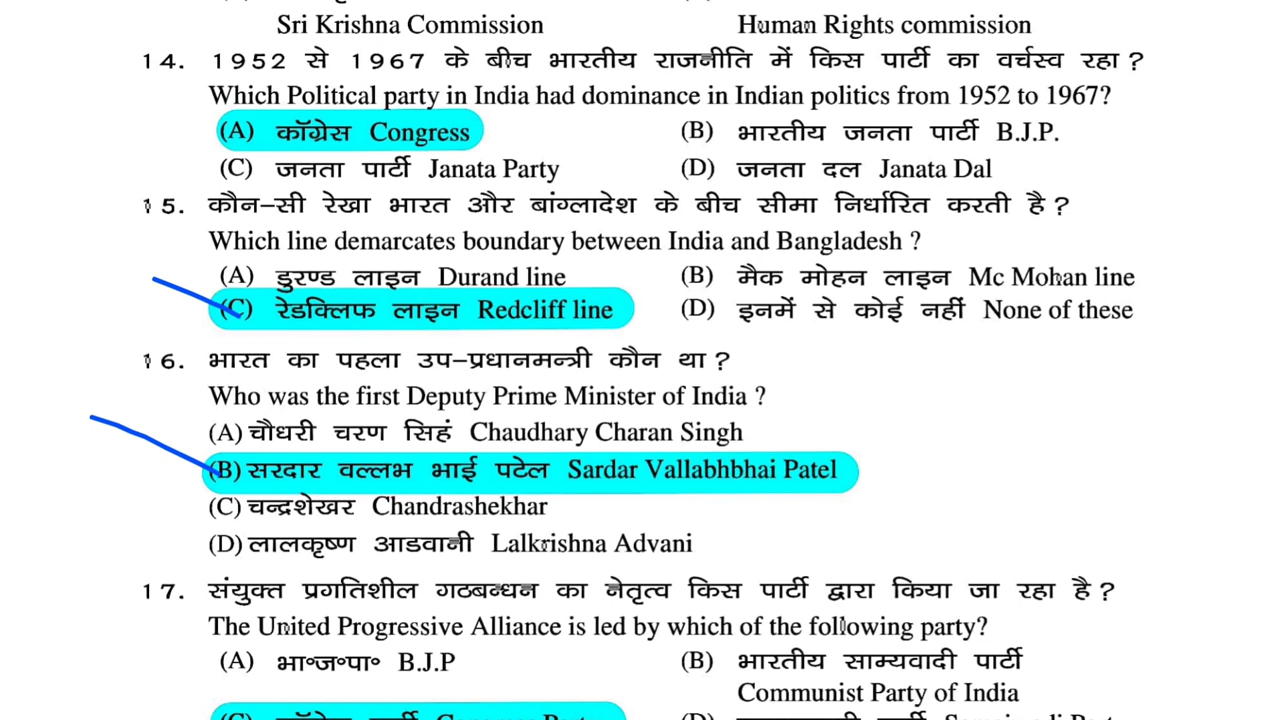 Sri Krishna Commission Human Rights commission
14. 1952 से 1967 के बीच भारतीय राजनीति में किस पार्टी का वर्चस्व रहा ?
Which Political party in India had dominance in Indian politics from 1952 to 1967?
(A) कॉग्रेस Congress (B) भारतीय जनता पार्टी B.J.P.
(C) जनता पार्टी Janata Party (D) जनता दल Janata Dal
15. कौन–सी रेखा भारत और बांग्लादेश के बीच सीमा निर्धारित करती है ?
Which line demarcates boundary between India and Bangladesh ?
(A) डुरण्ड लाइन Durand line (B) मैक मोहन लाइन Mc Mohan line
(C) रेडक्लिफ लाइन Redcliff line (D) इनमें से कोई नहीं None of these
16. भारत का पहला उप–प्रधानमन्त्री कौन था ?
Who was the first Deputy Prime Minister of India ?
(A) चौधरी चरण सिहं Chaudhary Charan Singh
(B) सरदार वल्लभ भाई पटेल Sardar Vallabhbhai Patel
(C) चन्द्रशेखर Chandrashekhar
(D) लालकृष्ण आडवानी Lalkrishna Advani
17. संयुक्त प्रगतिशील गठबन्धन का नेतृत्व किस पार्टी द्वारा किया जा रहा है ?
The United Progressive Alliance is led by which of the following party?
(A) भा॰ज॰पा॰ B.J.P (B) भारतीय साम्यवादी पार्टी
Communist Party of India